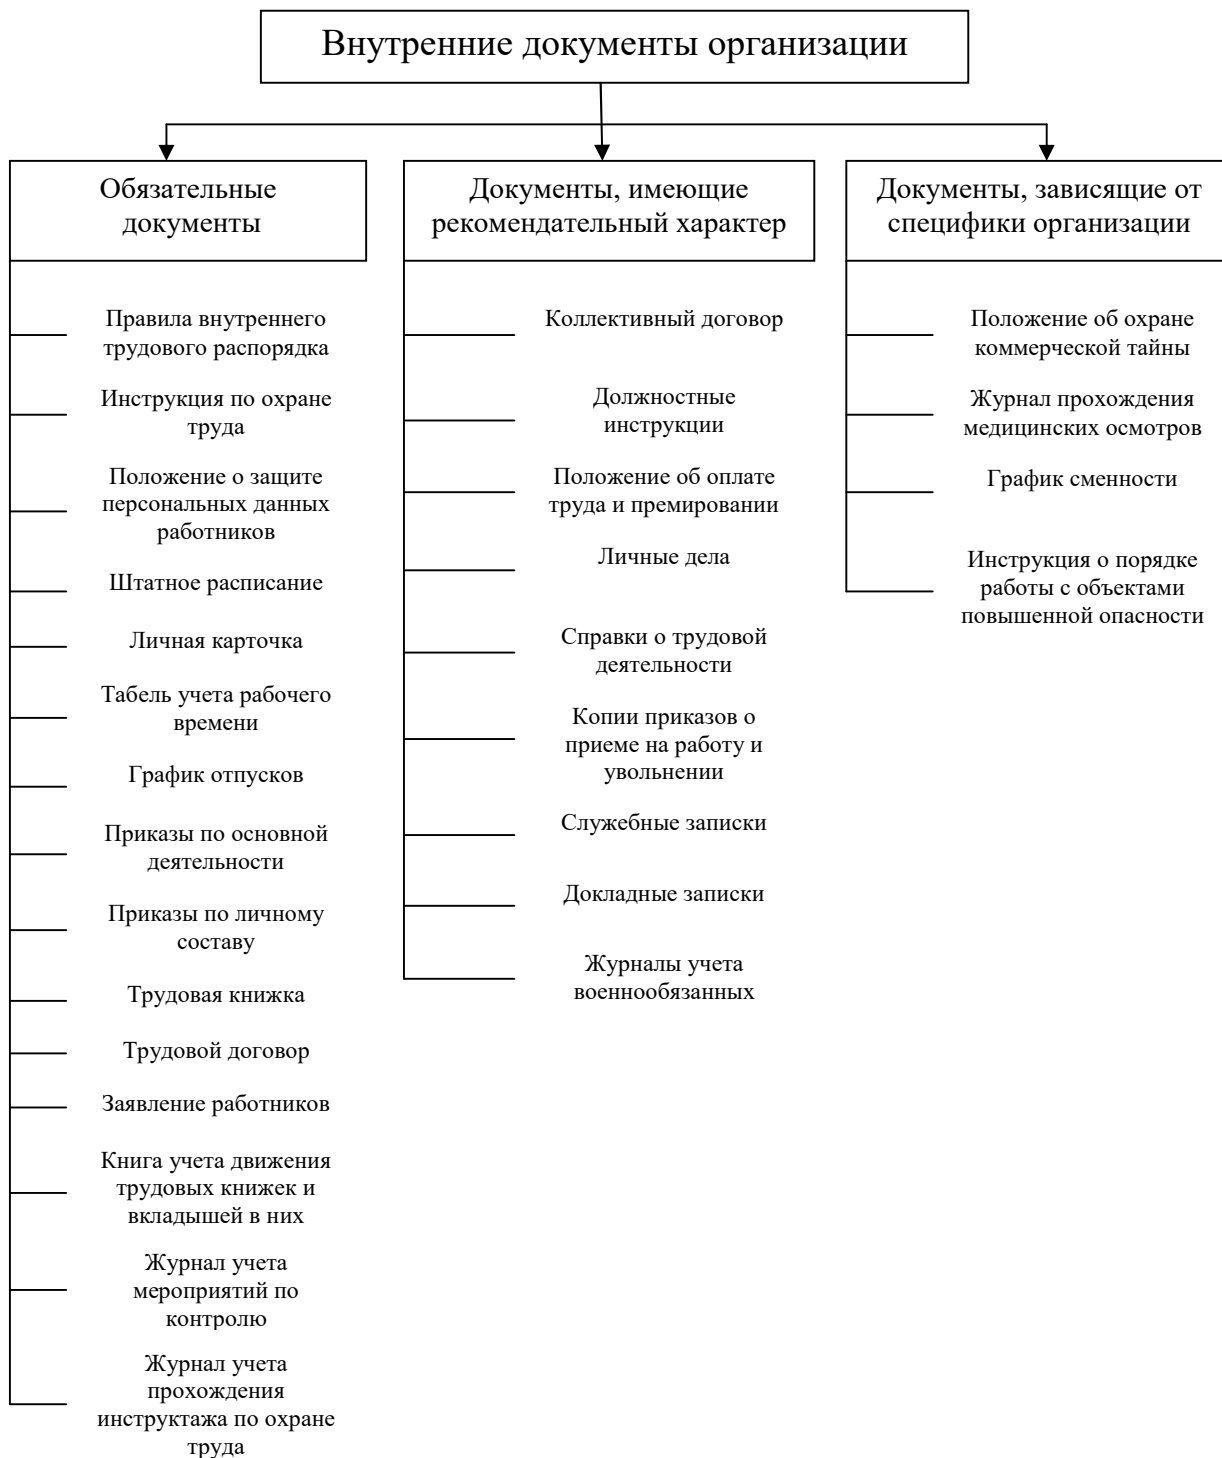 Внутренние документы организации
Обязательные
документы
Правила внутреннего
трудового распорядка
Инструкция по охране
труда
Положение о защите
персональных данных
работников
Штатное расписание
Личная карточка
Табель учета рабочего
времени
График отпусков
Приказы по основной
деятельности
Приказы по личному
составу
Трудовая книжка
Трудовой договор
Заявление работников
Книга учета движения
трудовых книжек и
вкладышей в них
Журнал учета
мероприятий по
контролю
Журнал учета
прохождения
инструктажа по охране
труда
Документы, имеющие
рекомендательный характер
Коллективный договор
Должностные
инструкции
Положение об оплате
труда и премировании
Личные дела
Справки о трудовой
деятельности
Копии приказов о
приеме на работу и
увольнении
Служебные записки
Докладные записки
Журналы учета
военнообязанных
Документы, зависящие от
специфики организации
Положение об охране
коммерческой тайны
Журнал прохождения
медицинских осмотров
График сменности
Инструкция о порядке
работы с объектами
повышенной опасности